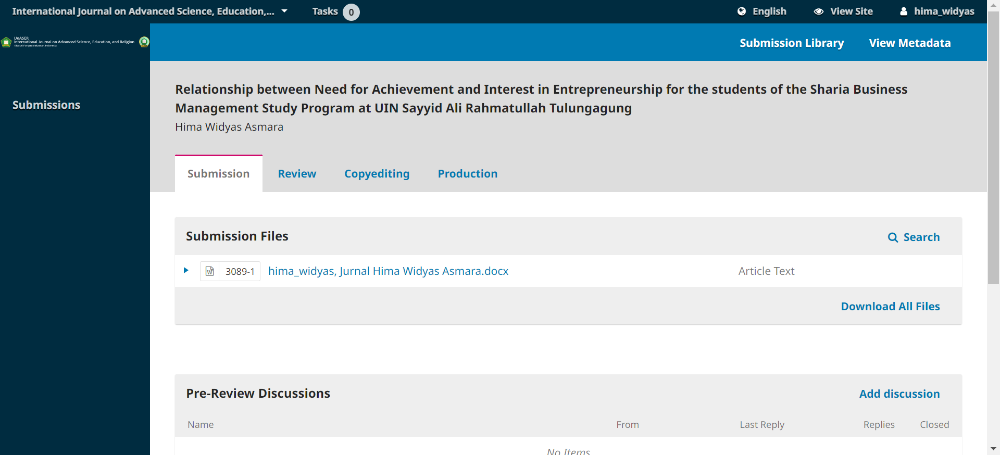 International Journal on Advanced Science, Education,...
Tasks 0
English
View Site
hima_widyas
IJoASER
International Journal on Advanced Science, Education, and Religion
STAI Al-Furqan Makassar, Indonesia
Submission Library
View Metadata
Submissions
Relationship between Need for Achievement and Interest in Entrepreneurship for the students of the Sharia Business
Management Study Program at UIN Sayyid Ali Rahmatullah Tulungagung
Hima Widyas Asmara
Submission
Review
Copyediting
Production
Submission Files
Search
3089-1
hima_widyas, Jurnal Hima Widyas Asmara.docx
Article Text
Download All Files
Pre-Review Discussions
Add discussion
Name
From
Last Reply
Replies
Closed
No Items